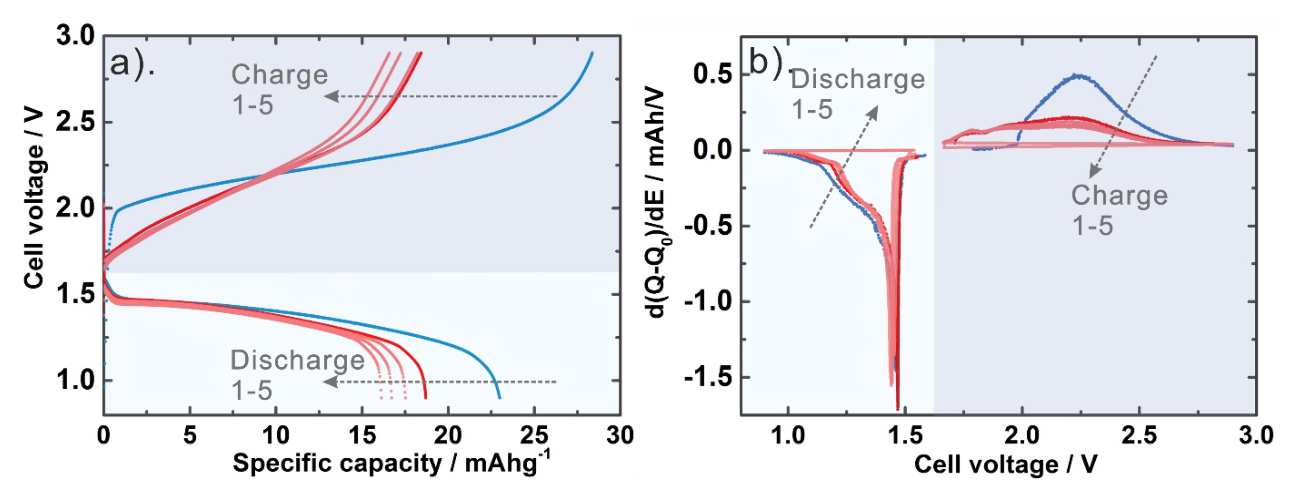 a).
Charge
1-5
Discharge
1-5
3.0
2.5
2.0
1.5
1.0
Cell voltage / V
0 5 10 15 20 25 30
Specific capacity / mAhg⁻¹
b).
Discharge
1-5
Charge
1-5
0.5
0.0
-0.5
-1.0
-1.5
d(Q-Q₀)/dE / mAh/V
1.0 1.5 2.0 2.5 3.0
Cell voltage / V